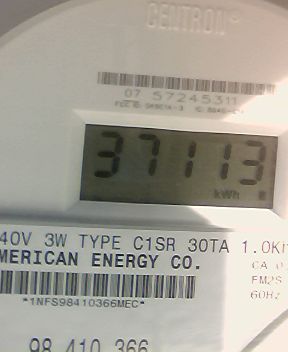 CENTRON®
07 57245311
37113
kWh
40V 3W TYPE C1SR 30TA 1.0K
MERICAN ENERGY CO.
CA 0.
FM2S
60Hz
*1NFS98410366MEC*
98 410 366